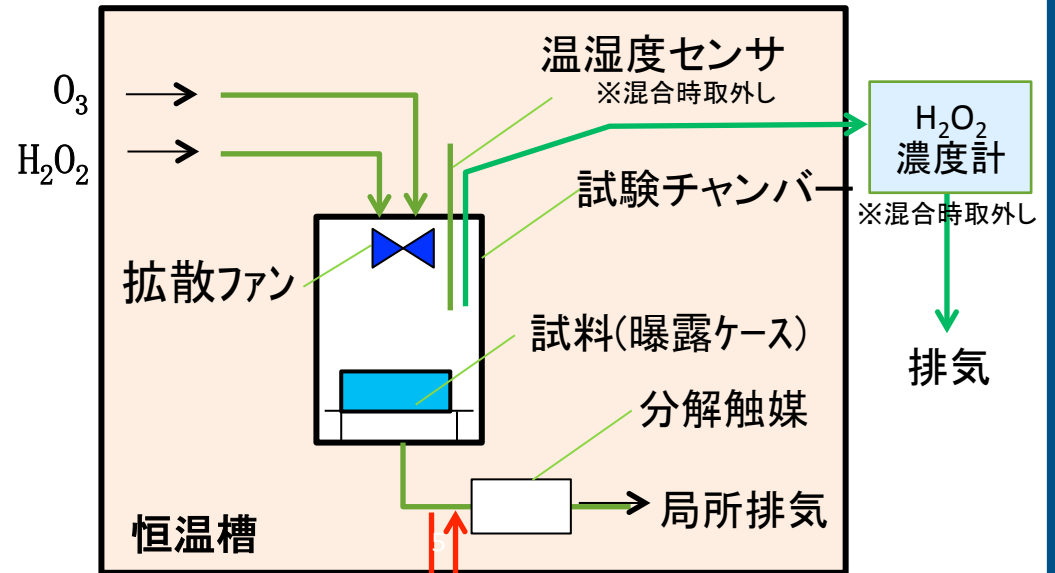 温湿度センサ
※混合時取外し
O₃
H₂O₂
H₂O₂
濃度計
※混合時取外し
試験チャンバー
拡散ファン
試料(曝露ケース)
排気
分解触媒
局所排気
恒温槽
5